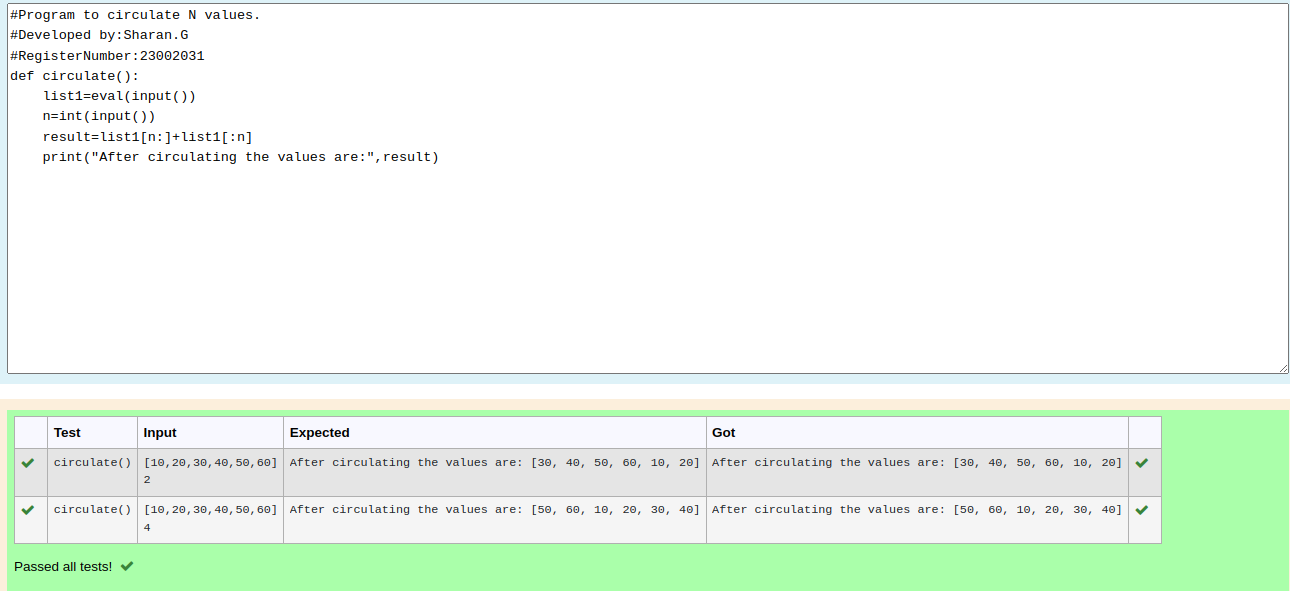 #Program to circulate N values.
#Developed by:Sharan.G
#RegisterNumber:23002031
def circulate():
    list1=eval(input())
    n=int(input())
    result=list1[n:]+list1[:n]
    print("After circulating the values are:",result)
Test Input Expected Got
circulate() [10,20,30,40,50,60] After circulating the values are: [30, 40, 50, 60, 10, 20] After circulating the values are: [30, 40, 50, 60, 10, 20]
2
circulate() [10,20,30,40,50,60] After circulating the values are: [50, 60, 10, 20, 30, 40] After circulating the values are: [50, 60, 10, 20, 30, 40]
4
Passed all tests!